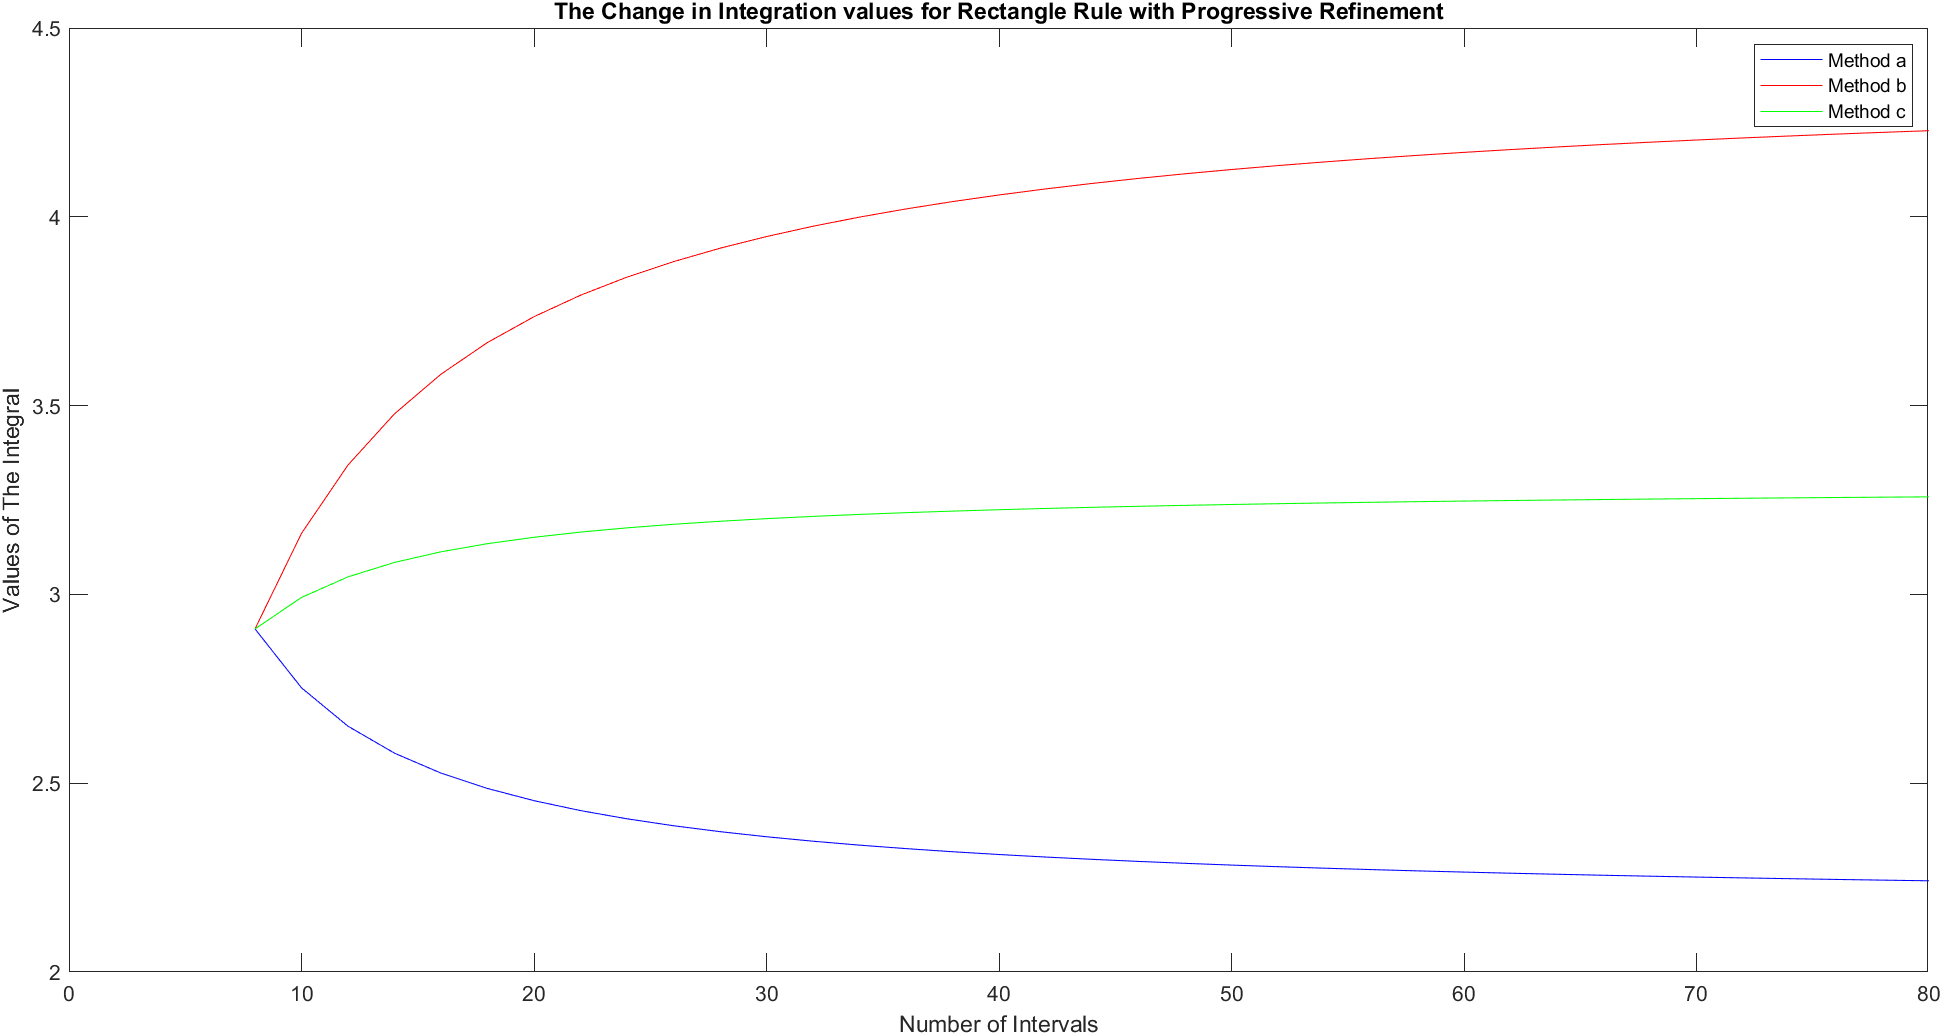 The Change in Integration values for Rectangle Rule with Progressive Refinement
4.5
4
3.5
3
2.5
2
Values of The Integral
Method a
Method b
Method c
0 10 20 30 40 50 60 70 80
Number of Intervals